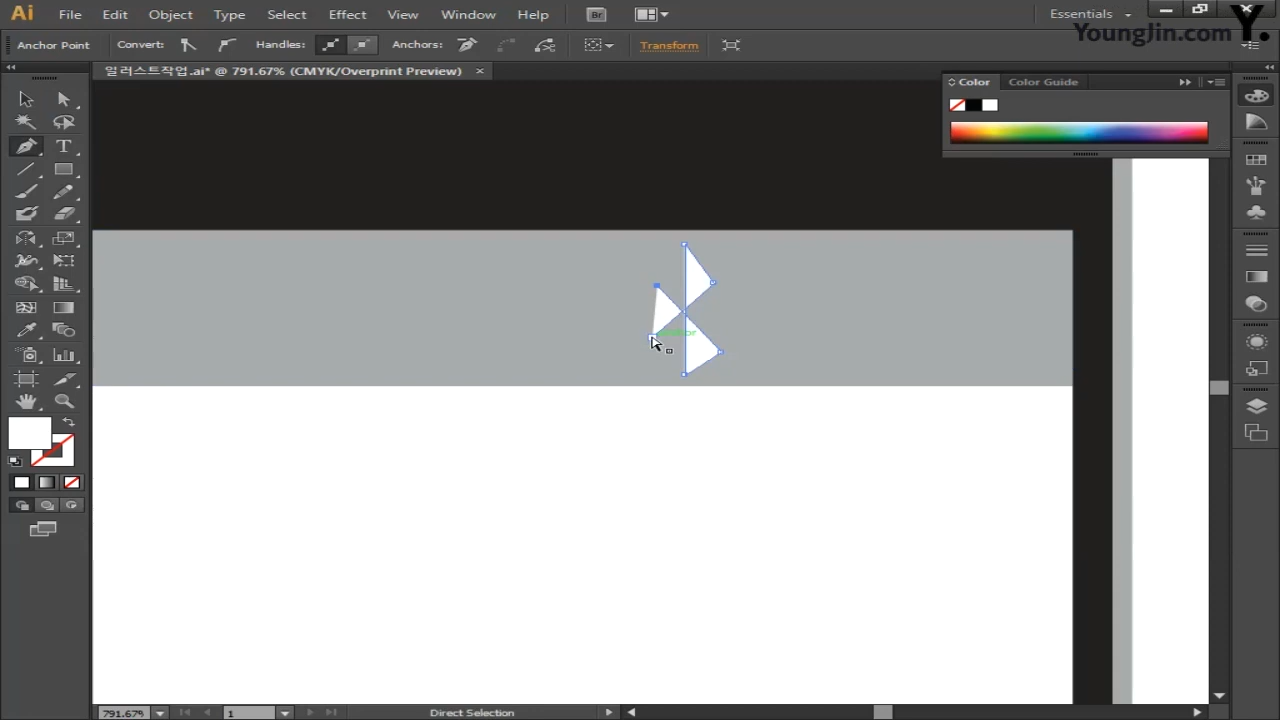 Ai File Edit Object Type Select Effect View Window Help Br Essentials
YoungJin.com Y.
Anchor Point Convert: Handles: Anchors: Transform
일러스트작업.ai* @ 791.67% (CMYK/Overprint Preview) ×
Color Color Guide
T
anchor
791.67% 1 Direct Selection